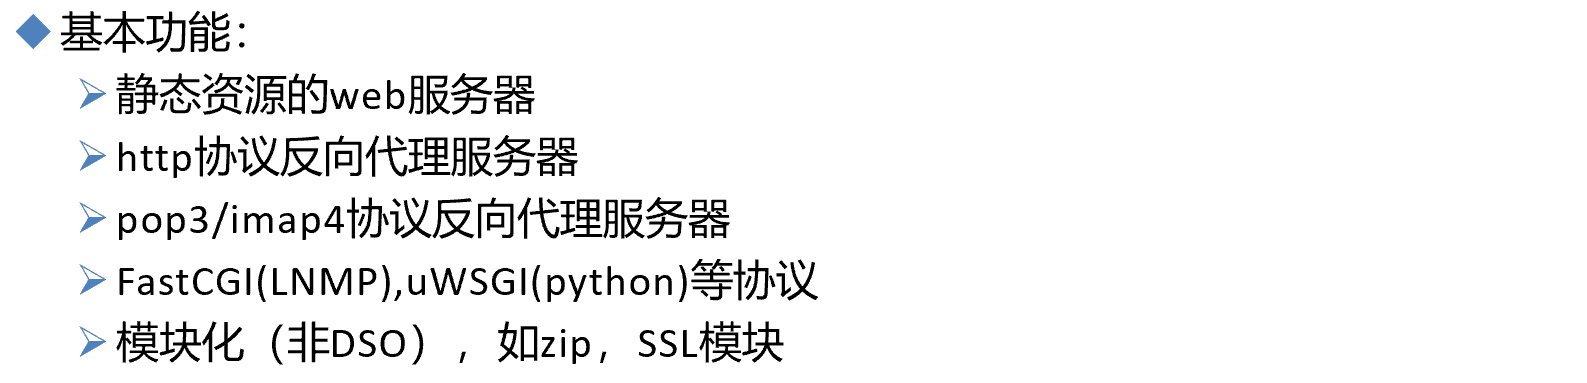 基本功能：
静态资源的web服务器
http协议反向代理服务器
pop3/imap4协议反向代理服务器
FastCGI(LNMP),uWSGI(python)等协议
模块化（非DSO），如zip，SSL模块